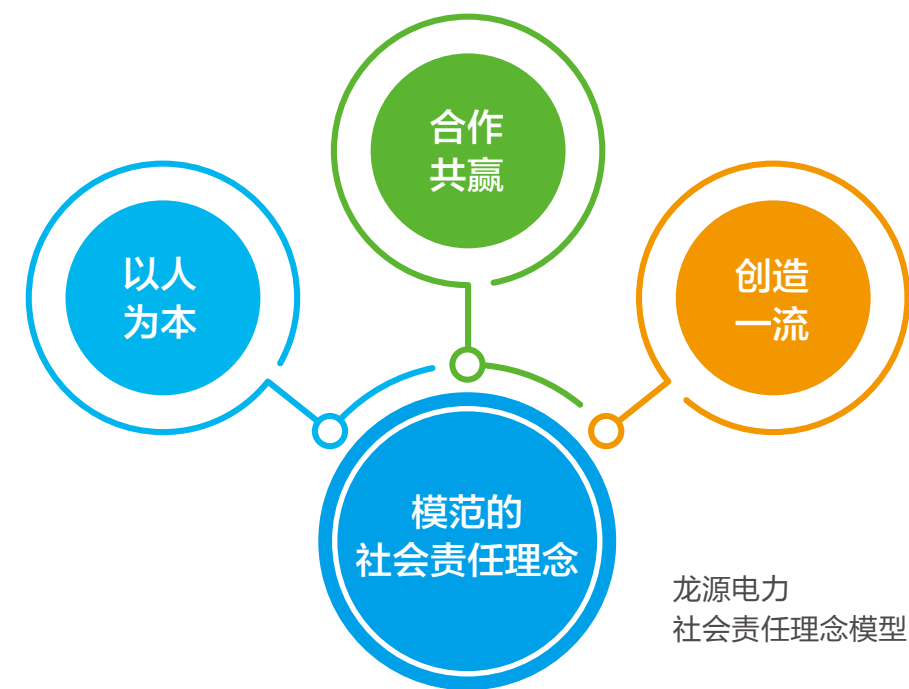 合作
共赢
以人
为本
创造
一流
模范的
社会责任理念
龙源电力
社会责任理念模型